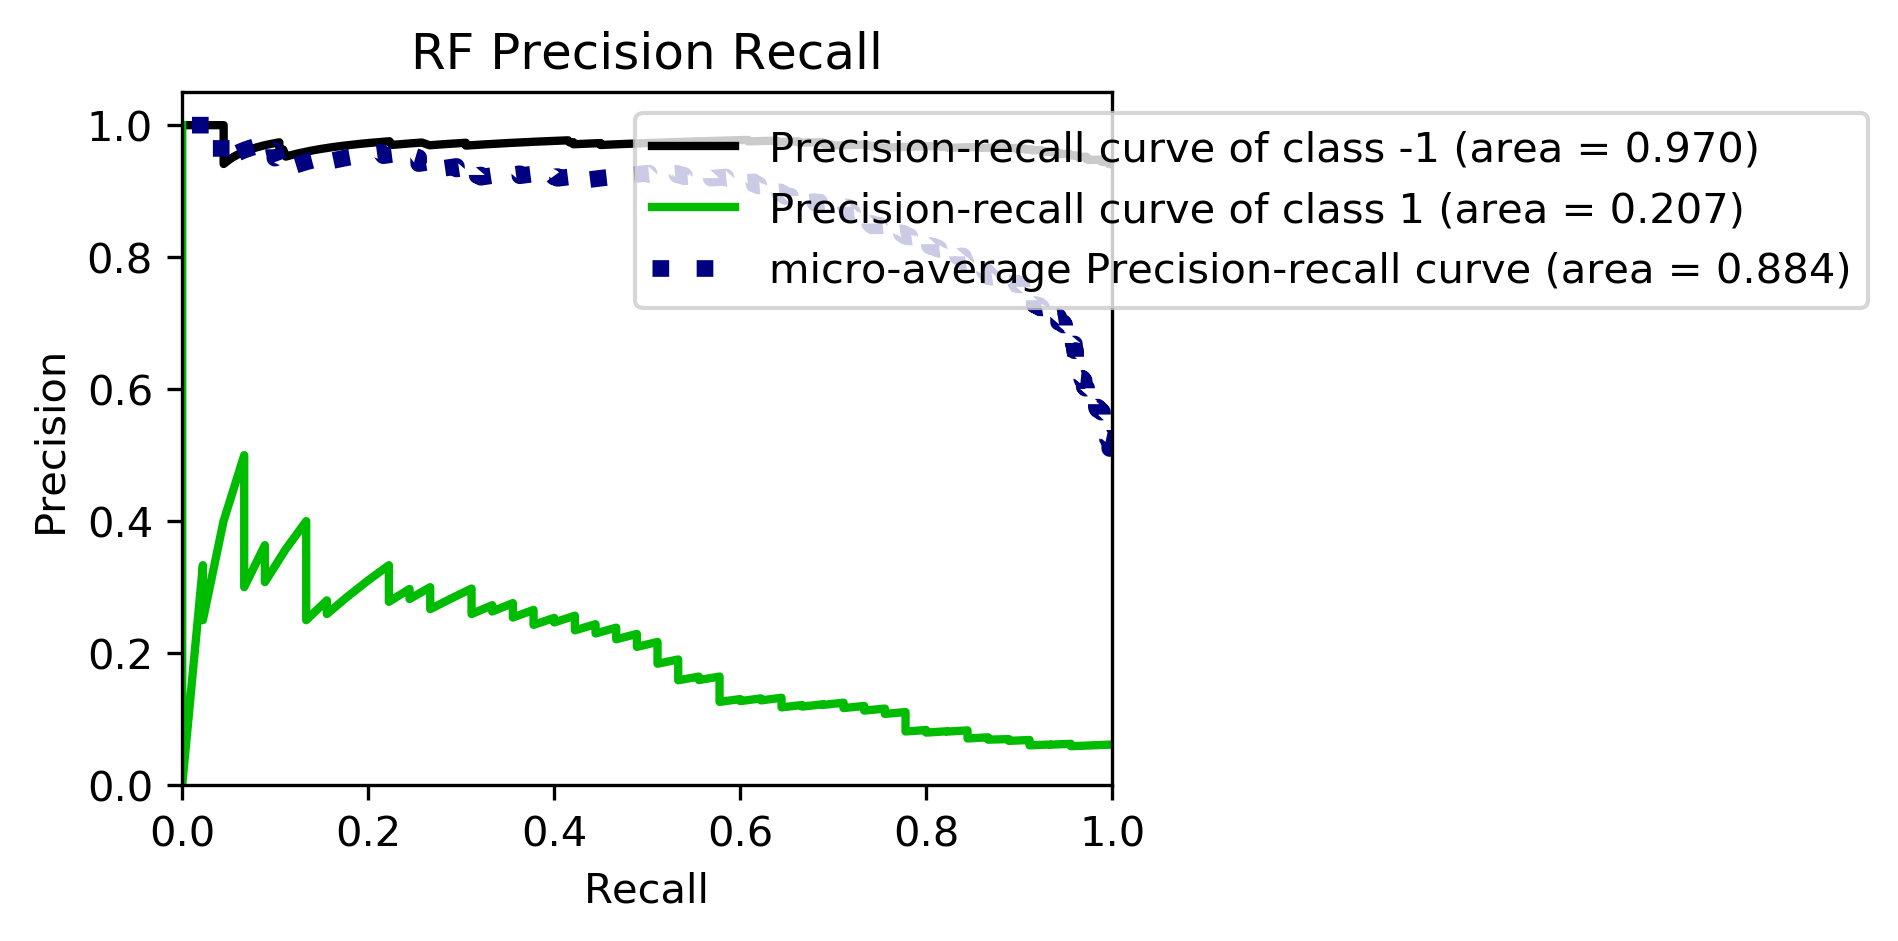 RF Precision Recall
Precision-recall curve of class -1 (area = 0.970)
Precision-recall curve of class 1 (area = 0.207)
micro-average Precision-recall curve (area = 0.884)
Precision
1.0
0.8
0.6
0.4
0.2
0.0
0.0 0.2 0.4 0.6 0.8 1.0
Recall